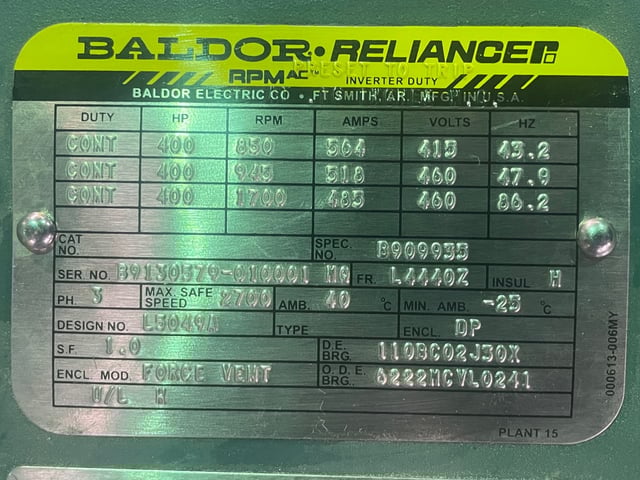 BALDOR • RELIANCER
PRESET TO TRIP
RPM AC™ INVERTER DUTY
BALDOR ELECTRIC CO • FT SMITH, AR. MFG. IN U.S.A.
DUTY HP RPM AMPS VOLTS HZ
CONT 400 850 564 415 43.2
CONT 400 945 518 460 47.9
CONT 400 1700 485 460 86.2
CAT NO. SPEC. NO. B909935
SER. NO. B9130579-010001 MG FR. L4440Z INSUL H
PH. 3 MAX. SAFE SPEED 2700 AMB. 40 °C MIN. AMB. -25 °C
DESIGN NO. L5049A TYPE ENCL. DP
S.F. 1.0 D.E. BRG. 110BC02J30X
ENCL MOD. FORCE VENT O.D.E. BRG. 6222MCVL0241
U/L K
000613-006MY
PLANT 15